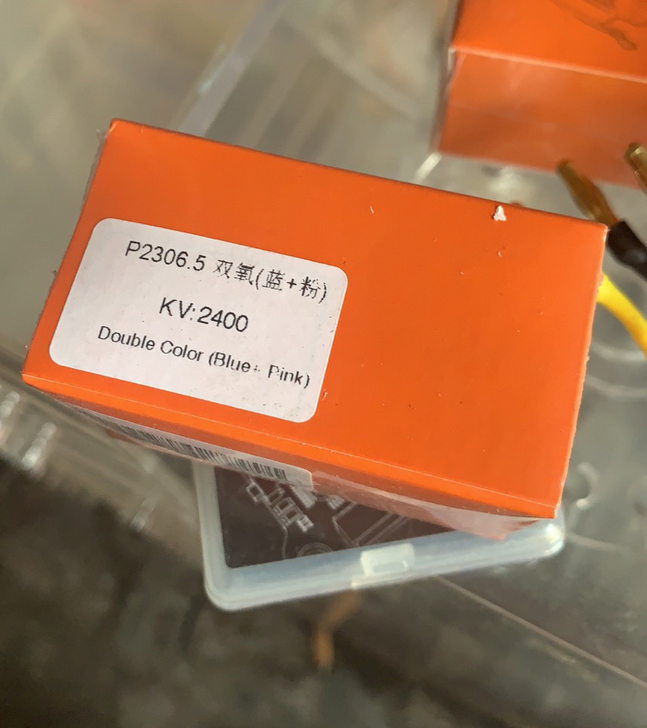 P2306.5 双氧(蓝+粉)
KV:2400
Double Color (Blue+ Pink)